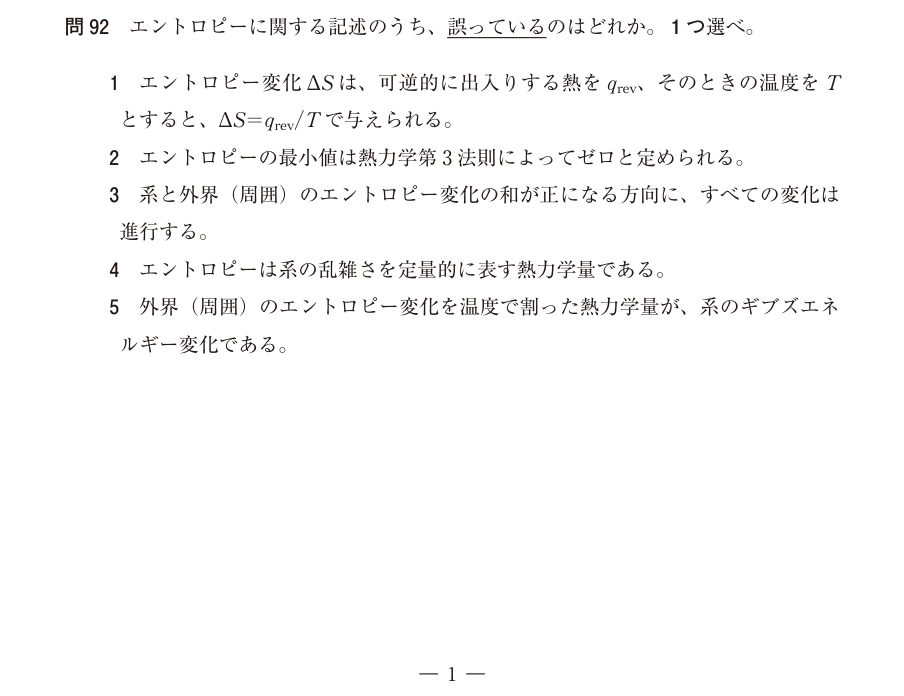 問92 エントロピーに関する記述のうち、誤っているのはどれか。1つ選べ。
1 エントロピー変化ΔSは、可逆的に出入りする熱をqrev、そのときの温度をT
とすると、ΔS=qrev/Tで与えられる。
2 エントロピーの最小値は熱力学第3法則によってゼロと定められる。
3 系と外界（周囲）のエントロピー変化の和が正になる方向に、すべての変化は
進行する。
4 エントロピーは系の乱雑さを定量的に表す熱力学量である。
5 外界（周囲）のエントロピー変化を温度で割った熱力学量が、系のギブズエネ
ルギー変化である。
— 1 —